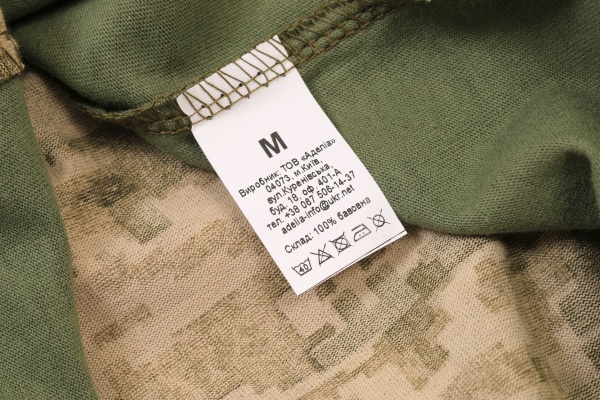 M
Виробник: ТОВ «Аделіа»
04073, м.Київ,
вул.Куренівська,
буд. 18, оф. 401-А
тел. +38 067 506-14-37
adelia-info@ukr.net
Склад: 100% бавовна
40